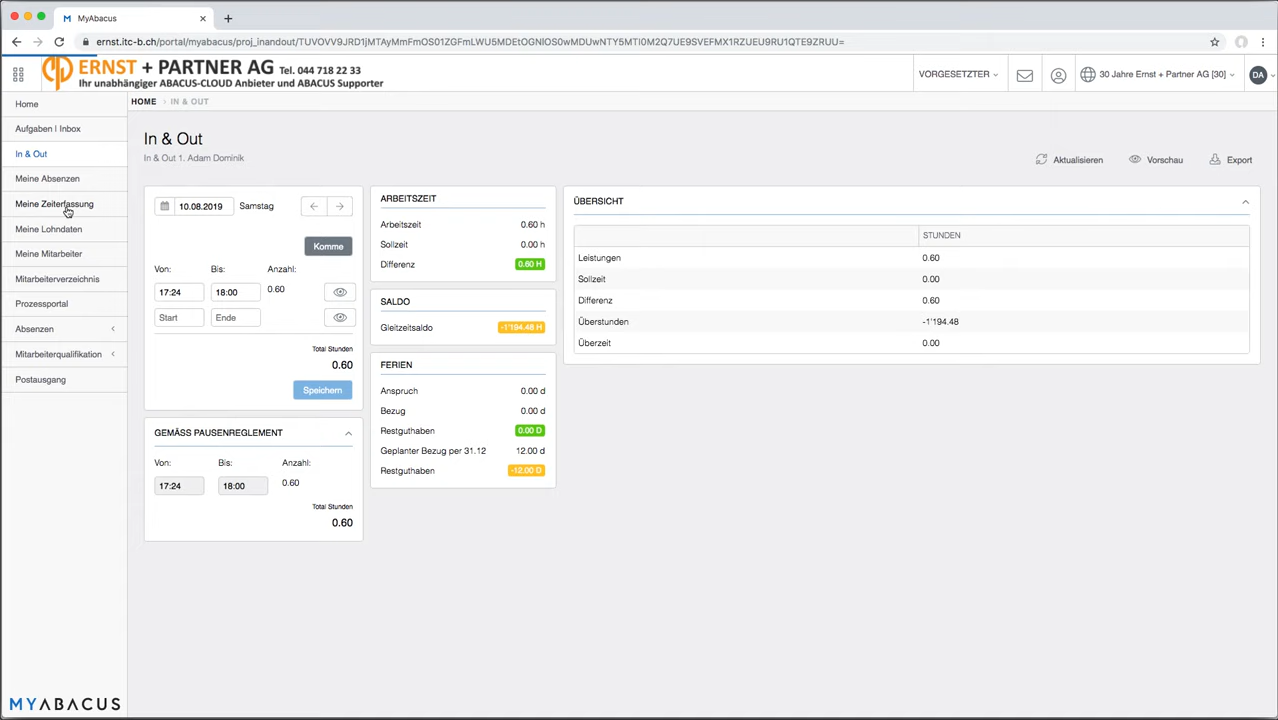 MyAbacus
ernst.itc-b.ch/portal/myabacus/proj_inandout/TUVOVV9JRD1jMTAyMmFmOS01ZGFmLWU5MDEtOGNlOS0wMDUwNTY5MTI0M2Q7UE9SVEFMX1RZUEU9RU1QTE9ZRUU=
ERNST + PARTNER AG Tel. 044 718 22 33
Ihr unabhängiger ABACUS-CLOUD Anbieter und ABACUS Supporter
VORGESETZTER
30 Jahre Ernst + Partner AG [30]
DA
Home
Aufgaben | Inbox
In & Out
Meine Absenzen
Meine Zeiterfassung
Meine Lohndaten
Meine Mitarbeiter
Mitarbeiterverzeichnis
Prozessportal
Absenzen
Mitarbeiterqualifikation
Postausgang
MYABACUS
HOME > IN & OUT
In & Out
In & Out 1. Adam Dominik
Aktualisieren
Vorschau
Export
10.08.2019 Samstag
Komme
Von: Bis: Anzahl:
17:24 18:00 0.60
Start Ende
Total Stunden
0.60
Speichern
GEMÄSS PAUSENREGLEMENT
Von: Bis: Anzahl:
17:24 18:00 0.60
Total Stunden
0.60
ARBEITSZEIT
Arbeitszeit 0.60 h
Sollzeit 0.00 h
Differenz 0.60 H
SALDO
Gleitzeitsaldo -1'194.48 H
FERIEN
Anspruch 0.00 d
Bezug 0.00 d
Restguthaben 0.00 D
Geplanter Bezug per 31.12 12.00 d
Restguthaben -12.00 D
ÜBERSICHT
STUNDEN
Leistungen 0.60
Sollzeit 0.00
Differenz 0.60
Überstunden -1'194.48
Überzeit 0.00